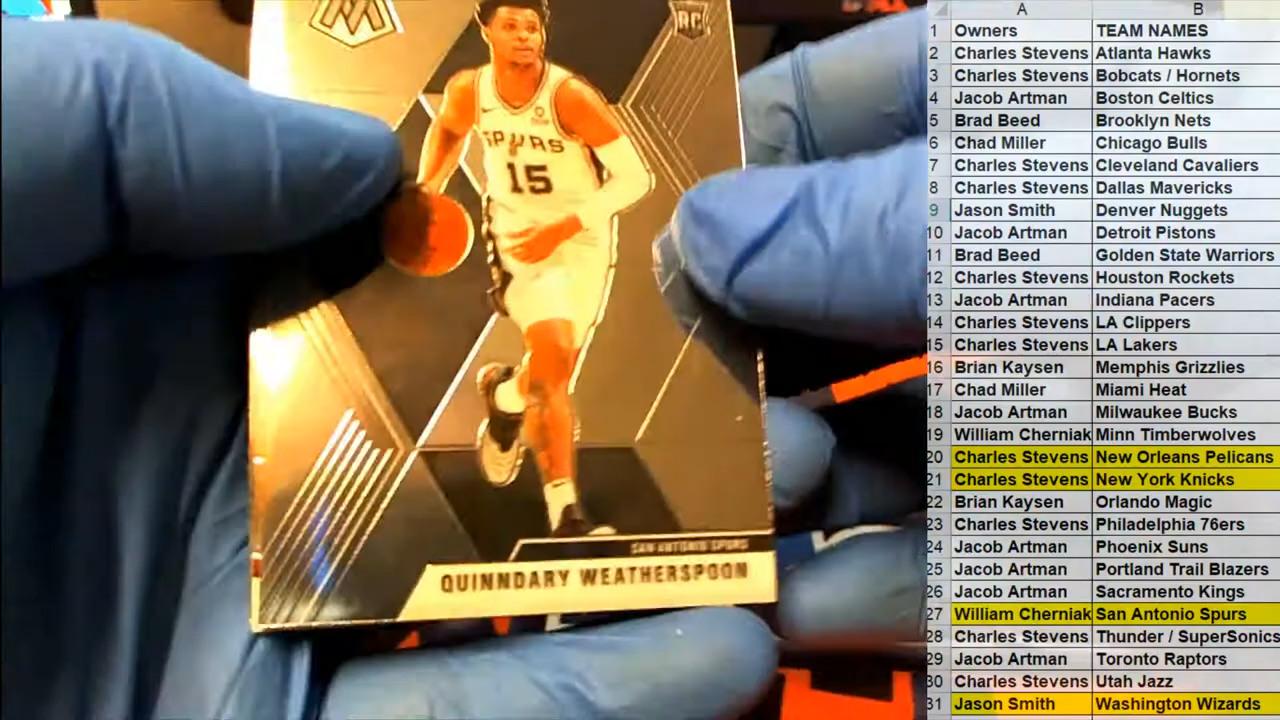 RC
SPURS
15
SAN ANTONIO SPURS
QUINNDARY WEATHERSPOON
A B
1 Owners TEAM NAMES
2 Charles Stevens Atlanta Hawks
3 Charles Stevens Bobcats / Hornets
4 Jacob Artman Boston Celtics
5 Brad Beed Brooklyn Nets
6 Chad Miller Chicago Bulls
7 Charles Stevens Cleveland Cavaliers
8 Charles Stevens Dallas Mavericks
9 Jason Smith Denver Nuggets
10 Jacob Artman Detroit Pistons
11 Brad Beed Golden State Warriors
12 Charles Stevens Houston Rockets
13 Jacob Artman Indiana Pacers
14 Charles Stevens LA Clippers
15 Charles Stevens LA Lakers
16 Brian Kaysen Memphis Grizzlies
17 Chad Miller Miami Heat
18 Jacob Artman Milwaukee Bucks
19 William Cherniak Minn Timberwolves
20 Charles Stevens New Orleans Pelicans
21 Charles Stevens New York Knicks
22 Brian Kaysen Orlando Magic
23 Charles Stevens Philadelphia 76ers
24 Jacob Artman Phoenix Suns
25 Jacob Artman Portland Trail Blazers
26 Jacob Artman Sacramento Kings
27 William Cherniak San Antonio Spurs
28 Charles Stevens Thunder / SuperSonics
29 Jacob Artman Toronto Raptors
30 Charles Stevens Utah Jazz
31 Jason Smith Washington Wizards